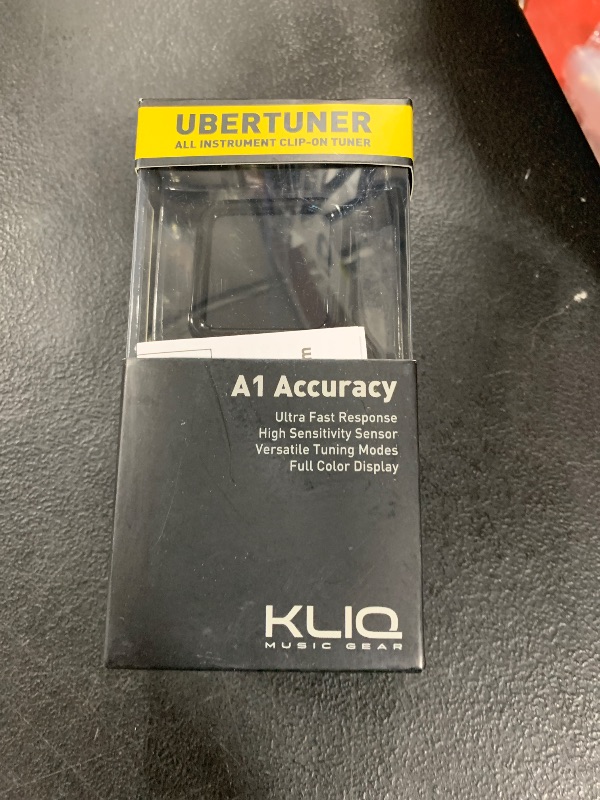 UBERTUNER
ALL INSTRUMENT CLIP-ON TUNER
A1 Accuracy
Ultra Fast Response
High Sensitivity Sensor
Versatile Tuning Modes
Full Color Display
KLIQ
MUSIC GEAR